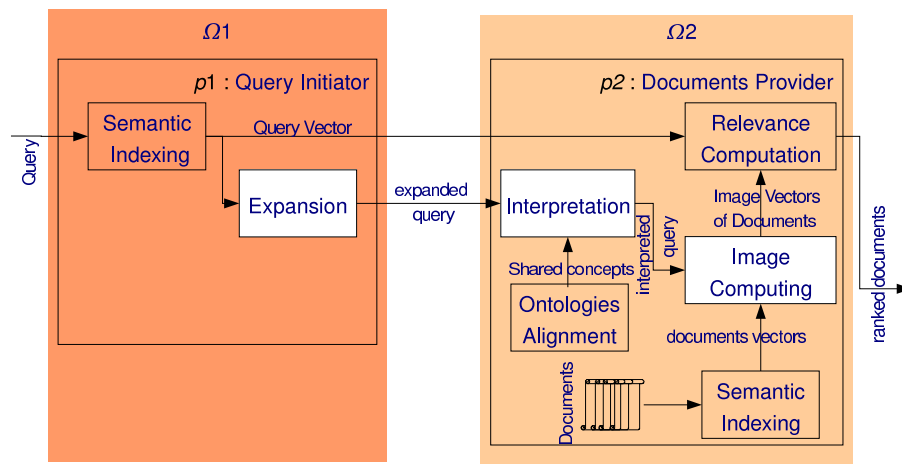 Ω1
Ω2
p1 : Query Initiator
p2 : Documents Provider
Query
Semantic
Indexing
Query Vector
Relevance
Computation
Expansion
expanded
query
Interpretation
interpreted
query
Image Vectors
of Documents
Image
Computing
Shared concepts
Ontologies
Alignment
documents vectors
Documents
Semantic
Indexing
ranked documents